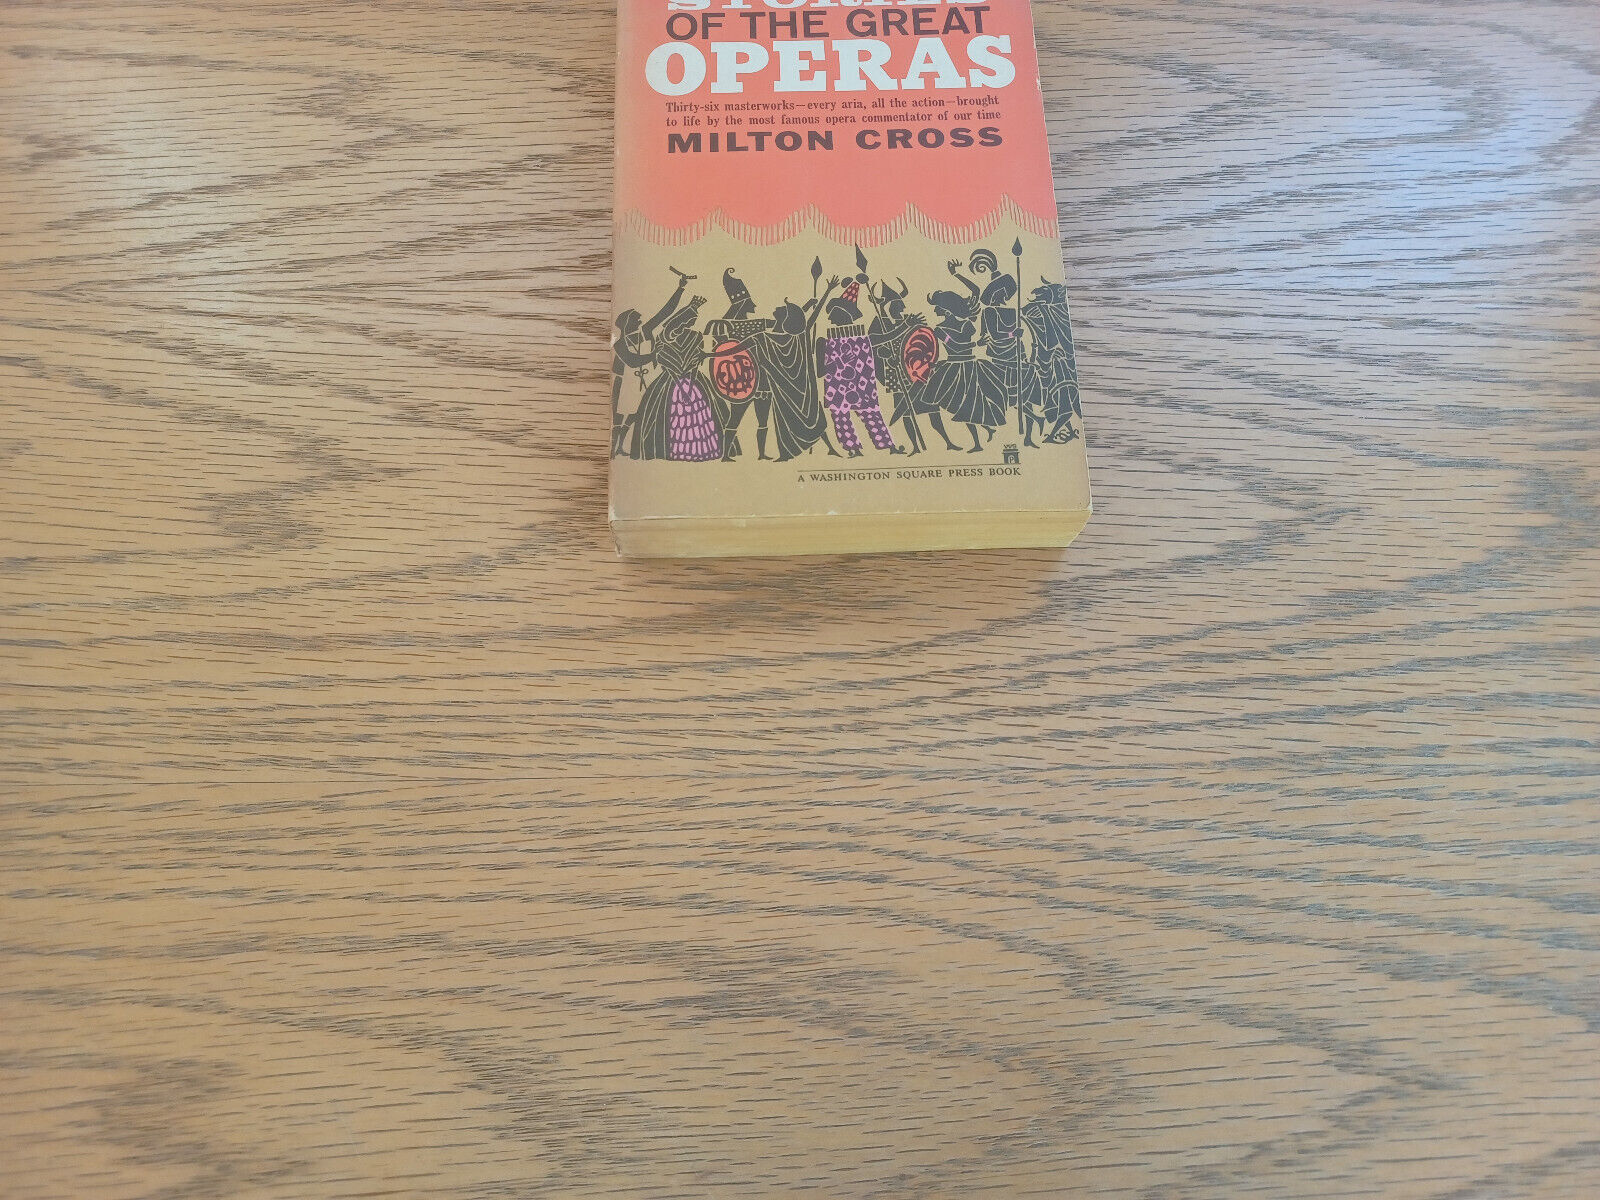 STORIES
OF THE GREAT
OPERAS
Thirty-six masterworks—every aria, all the action—brought
to life by the most famous opera commentator of our time
MILTON CROSS
A WASHINGTON SQUARE PRESS BOOK